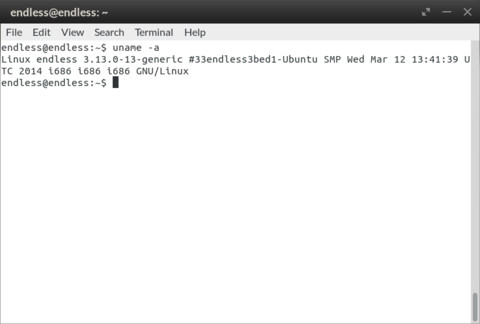 endless@endless: ~
File Edit View Search Terminal Help
endless@endless:~$ uname -a
Linux endless 3.13.0-13-generic #33endless3bed1-Ubuntu SMP Wed Mar 12 13:41:39 U
TC 2014 i686 i686 i686 GNU/Linux
endless@endless:~$